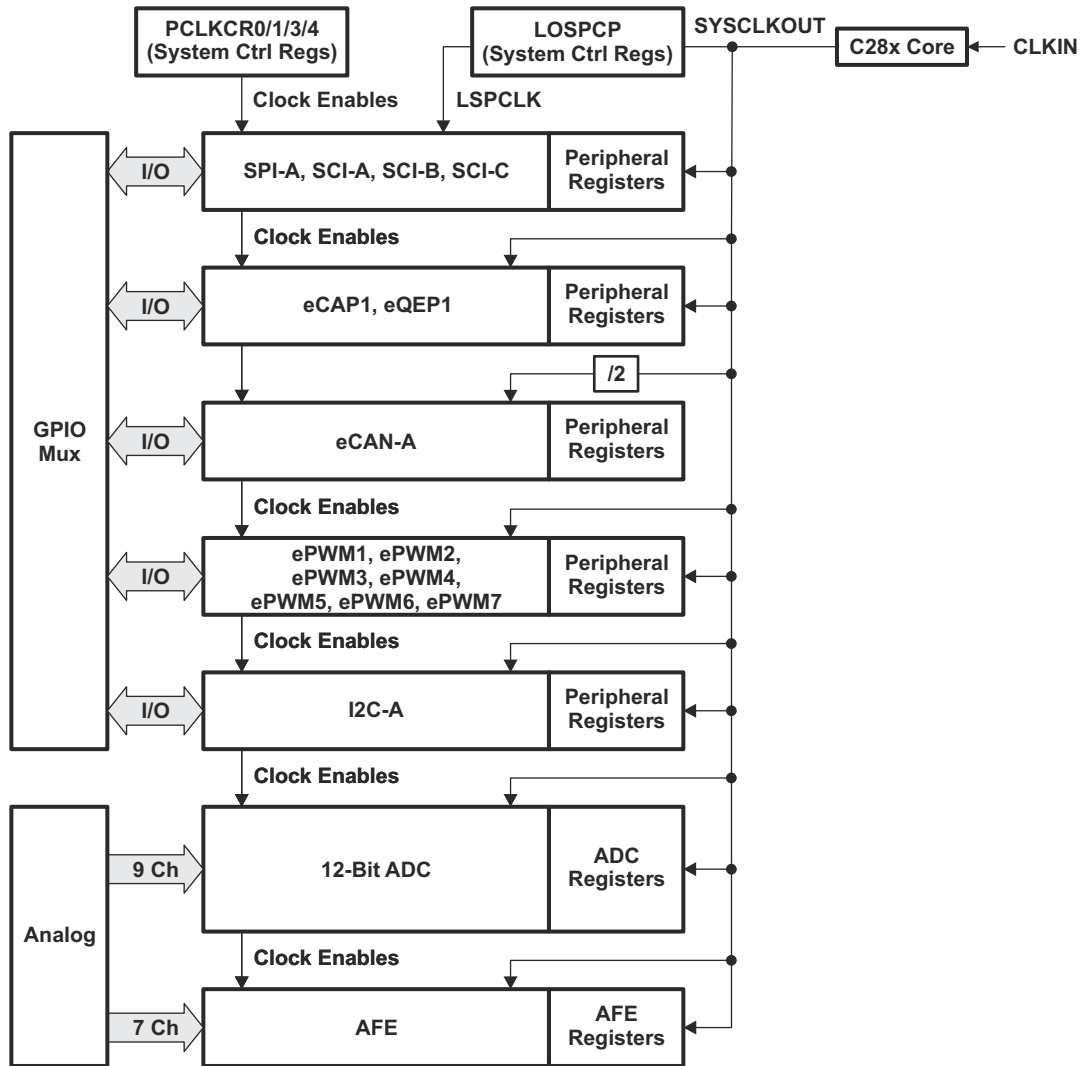 PCLKCR0/1/3/4
(System Ctrl Regs)
LOSPCP
(System Ctrl Regs)
SYSCLKOUT
C28x Core
CLKIN
Clock Enables
LSPCLK
I/O
SPI-A, SCI-A, SCI-B, SCI-C
Peripheral
Registers
Clock Enables
I/O
eCAP1, eQEP1
Peripheral
Registers
/2
GPIO
Mux
I/O
eCAN-A
Peripheral
Registers
Clock Enables
I/O
ePWM1, ePWM2,
ePWM3, ePWM4,
ePWM5, ePWM6, ePWM7
Peripheral
Registers
Clock Enables
I/O
I2C-A
Peripheral
Registers
Clock Enables
Analog
9 Ch
12-Bit ADC
ADC
Registers
Clock Enables
7 Ch
AFE
AFE
Registers